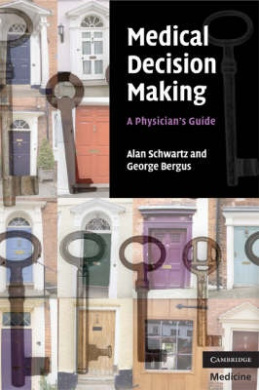 Medical
Decision
Making
A Physician's Guide
Alan Schwartz and
George Bergus
CAMBRIDGE
Medicine